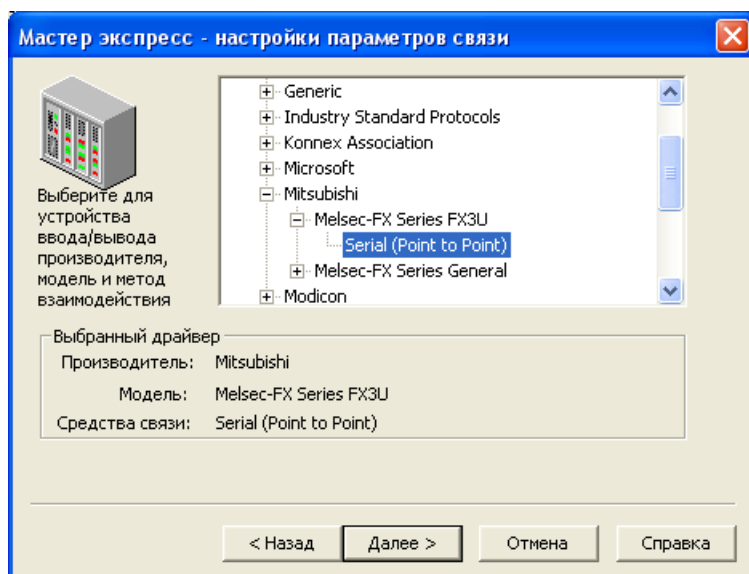 Мастер экспресс - настройки параметров связи
Generic
Industry Standard Protocols
Konnex Association
Microsoft
Mitsubishi
Melsec-FX Series FX3U
Serial (Point to Point)
Melsec-FX Series General
Modicon
Выберите для
устройства
ввода/вывода
производителя,
модель и метод
взаимодействия
Выбранный драйвер
Производитель: Mitsubishi
Модель: Melsec-FX Series FX3U
Средства связи: Serial (Point to Point)
< Назад Далее > Отмена Справка